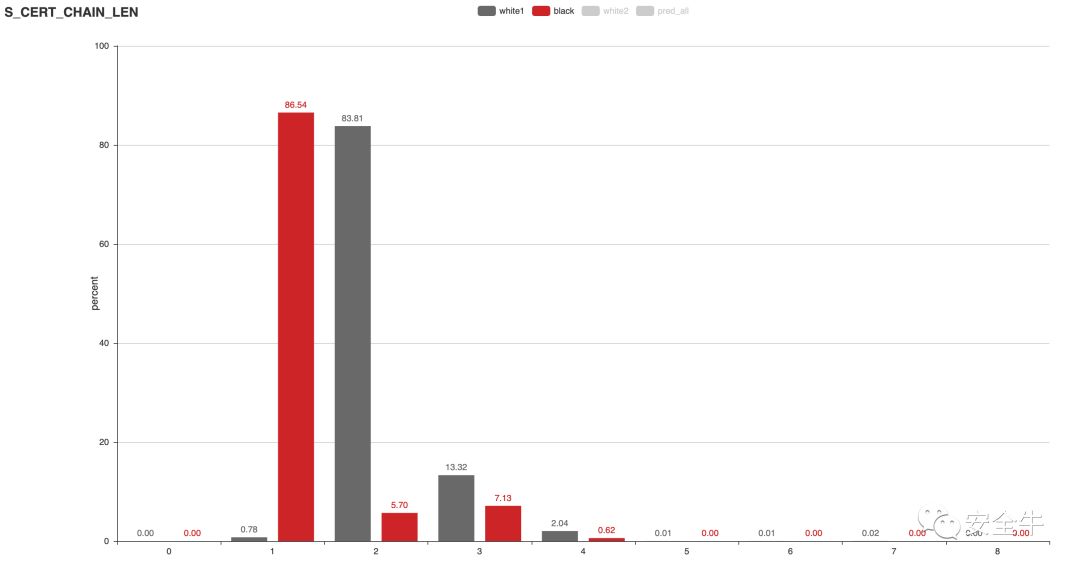 S_CERT_CHAIN_LEN
white1 black white2 pred_all
100
80
60
40
20
0
percent
86.54
83.81
13.32
7.13
5.70
2.04
0.62
0.00 0.00 0.78
0.01 0.00 0.01 0.00 0.02 0.00 0.00 0.00
0 1 2 3 4 5 6 7 8
安全牛